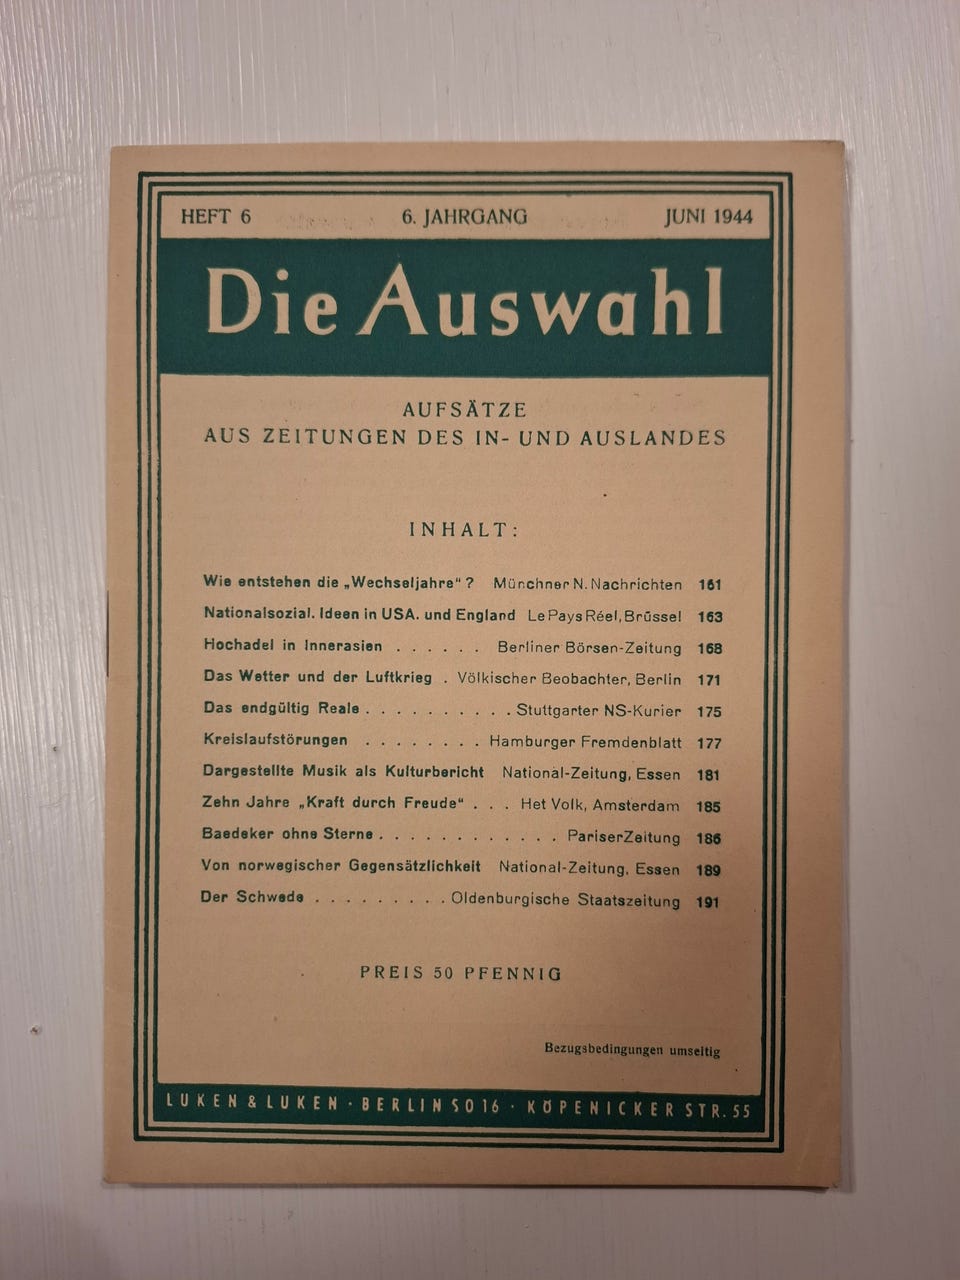 HEFT 6 6. JAHRGANG JUNI 1944
Die Auswahl
AUFSÄTZE
AUS ZEITUNGEN DES IN- UND AUSLANDES
INHALT:
Wie entstehen die „Wechseljahre“? Münchner N. Nachrichten 161
Nationalsozial. Ideen in USA. und England Le Pays Réel, Brüssel 163
Hochadel in Innerasien . . . . . . Berliner Börsen-Zeitung 168
Das Wetter und der Luftkrieg . Völkischer Beobachter, Berlin 171
Das endgültig Reale . . . . . . . . . . Stuttgarter NS-Kurier 175
Kreislaufstörungen . . . . . . . . Hamburger Fremdenblatt 177
Dargestellte Musik als Kulturbericht National-Zeitung, Essen 181
Zehn Jahre „Kraft durch Freude“ . . . Het Volk, Amsterdam 185
Baedeker ohne Sterne . . . . . . . . . . . . PariserZeitung 186
Von norwegischer Gegensätzlichkeit National-Zeitung, Essen 189
Der Schwede . . . . . . . . . Oldenburgische Staatszeitung 191
PREIS 50 PFENNIG
Bezugsbedingungen umseitig
LUKEN & LUKEN · BERLIN SO 16 · KÖPENICKER STR. 55